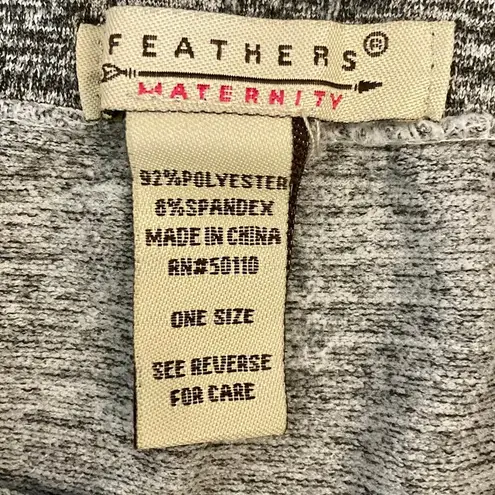 FEATHERS®
MATERNITY
92%POLYESTER
8%SPANDEX
MADE IN CHINA
RN#50110
ONE SIZE
SEE REVERSE
FOR CARE